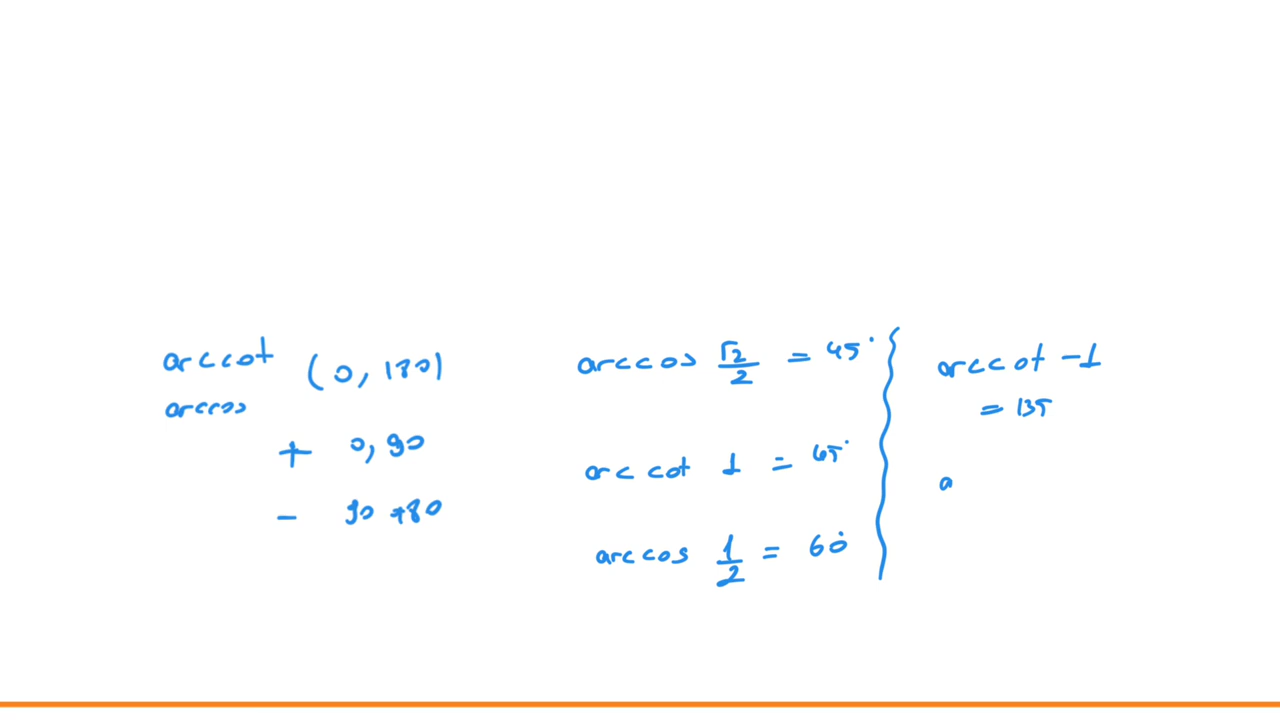 arccot (0, 180)
arccos
+ 0, 90
- 90 180
arccos √2/2 = 45°
arccot 1 = 45°
arccos 1/2 = 60°
arccot -1
= 135
a